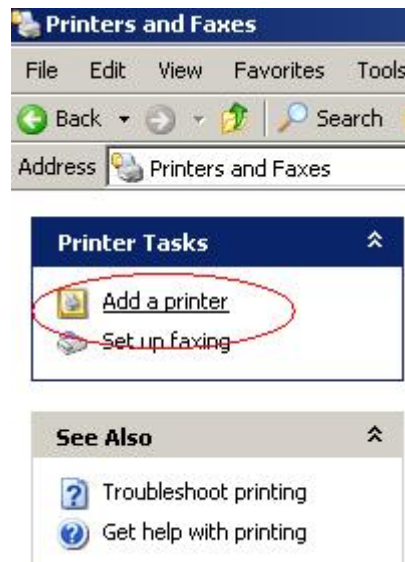 Printers and Faxes
File Edit View Favorites Tools
Back Search
Address Printers and Faxes
Printer Tasks
Add a printer
Set up faxing
See Also
Troubleshoot printing
Get help with printing